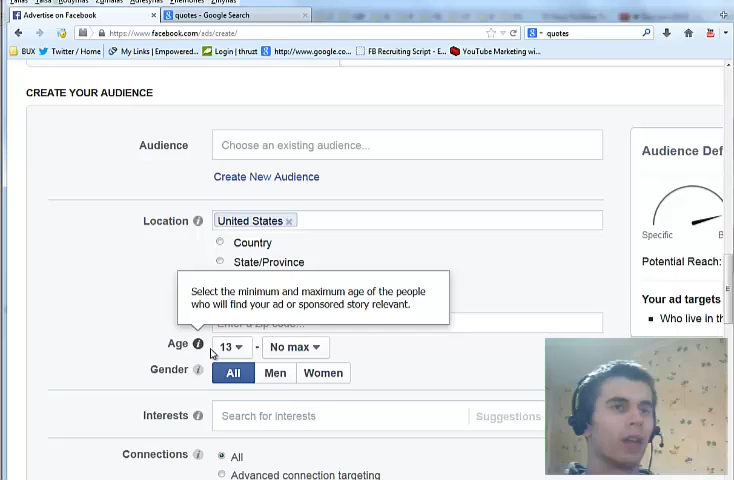 Advertise on Facebook
quotes - Google Search
https://www.facebook.com/ads/create/
quotes
BUX Twitter / Home My Links | Empowered... Login | thuzt http://www.google.co... FB Recruiting Script - E... YouTube Marketing wi...
CREATE YOUR AUDIENCE
Audience
Choose an existing audience...
Create New Audience
Location
United States
Country
State/Province
Select the minimum and maximum age of the people
who will find your ad or sponsored story relevant.
Enter a zip code...
Age
13 - No max
Gender
All Men Women
Interests
Search for interests
Suggestions
Connections
All
Advanced connection targeting
Audience Def
Specific
B
Potential Reach:
Your ad targets
Who live in th